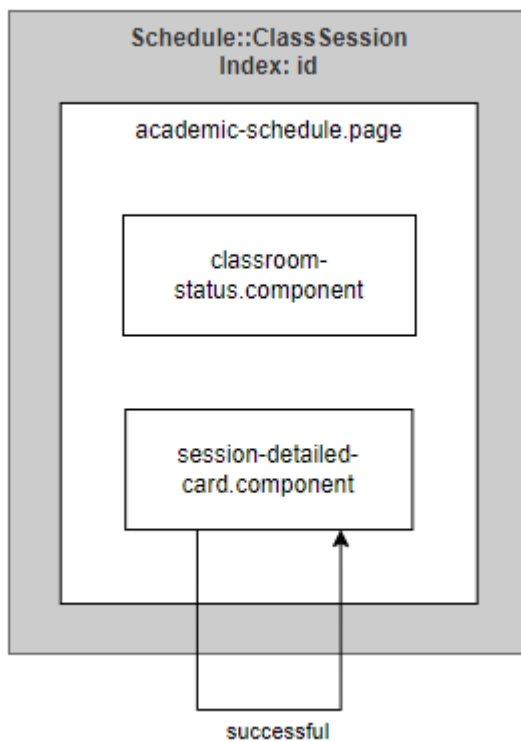 Schedule::ClassSession
Index: id
academic-schedule.page
classroom-
status.component
session-detailed-
card.component
successful